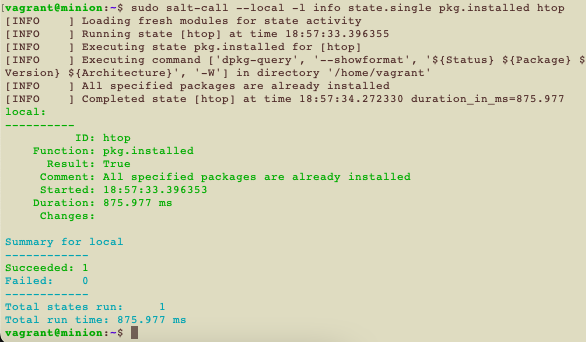 [vagrant@minion:~$ sudo salt-call --local -l info state.single pkg.installed htop
[INFO    ] Loading fresh modules for state activity
[INFO    ] Running state [htop] at time 18:57:33.396355
[INFO    ] Executing state pkg.installed for [htop]
[INFO    ] Executing command ['dpkg-query', '--showformat', '${Status} ${Package} $
Version} ${Architecture}', '-W'] in directory '/home/vagrant'
[INFO    ] All specified packages are already installed
[INFO    ] Completed state [htop] at time 18:57:34.272330 duration_in_ms=875.977
local:
----------
          ID: htop
    Function: pkg.installed
      Result: True
     Comment: All specified packages are already installed
     Started: 18:57:33.396353
    Duration: 875.977 ms
     Changes:
Summary for local
------------
Succeeded: 1
Failed:    0
------------
Total states run:     1
Total run time: 875.977 ms
vagrant@minion:~$